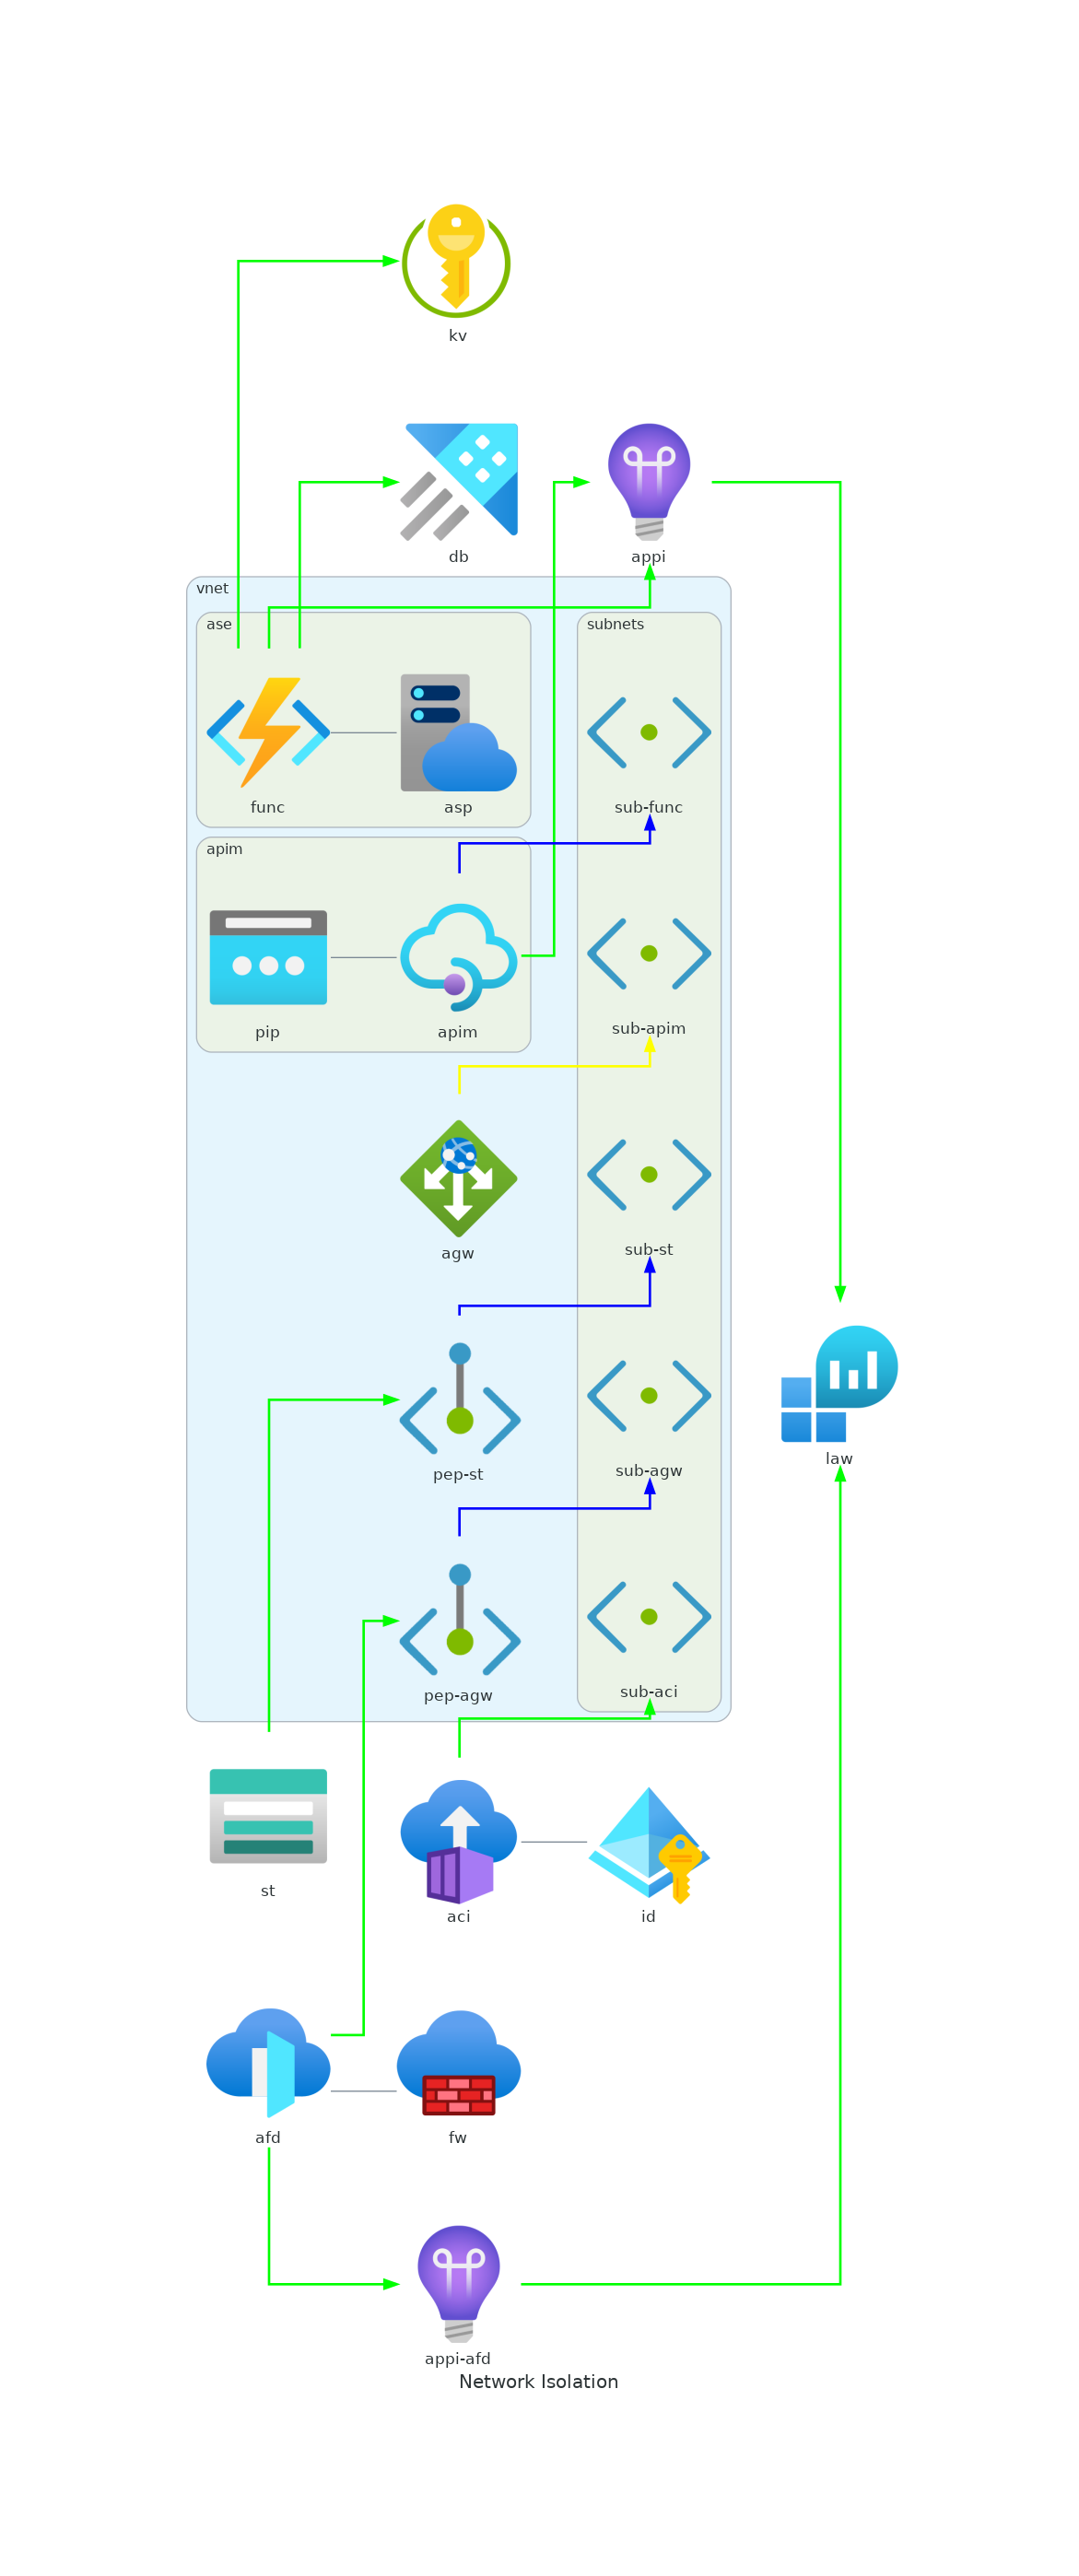 kv
db
appi
vnet
ase
subnets
func
asp
sub-func
apim
pip
apim
sub-apim
agw
sub-st
pep-st
sub-agw
law
pep-agw
sub-aci
st
aci
id
afd
fw
appi-afd
Network Isolation